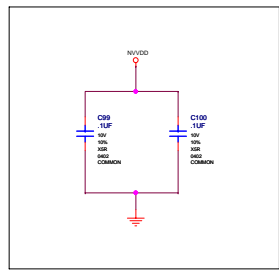 NVVDD
C99
.1UF
10V
10%
X5R
0402
COMMON
C100
.1UF
10V
10%
X5R
0402
COMMON